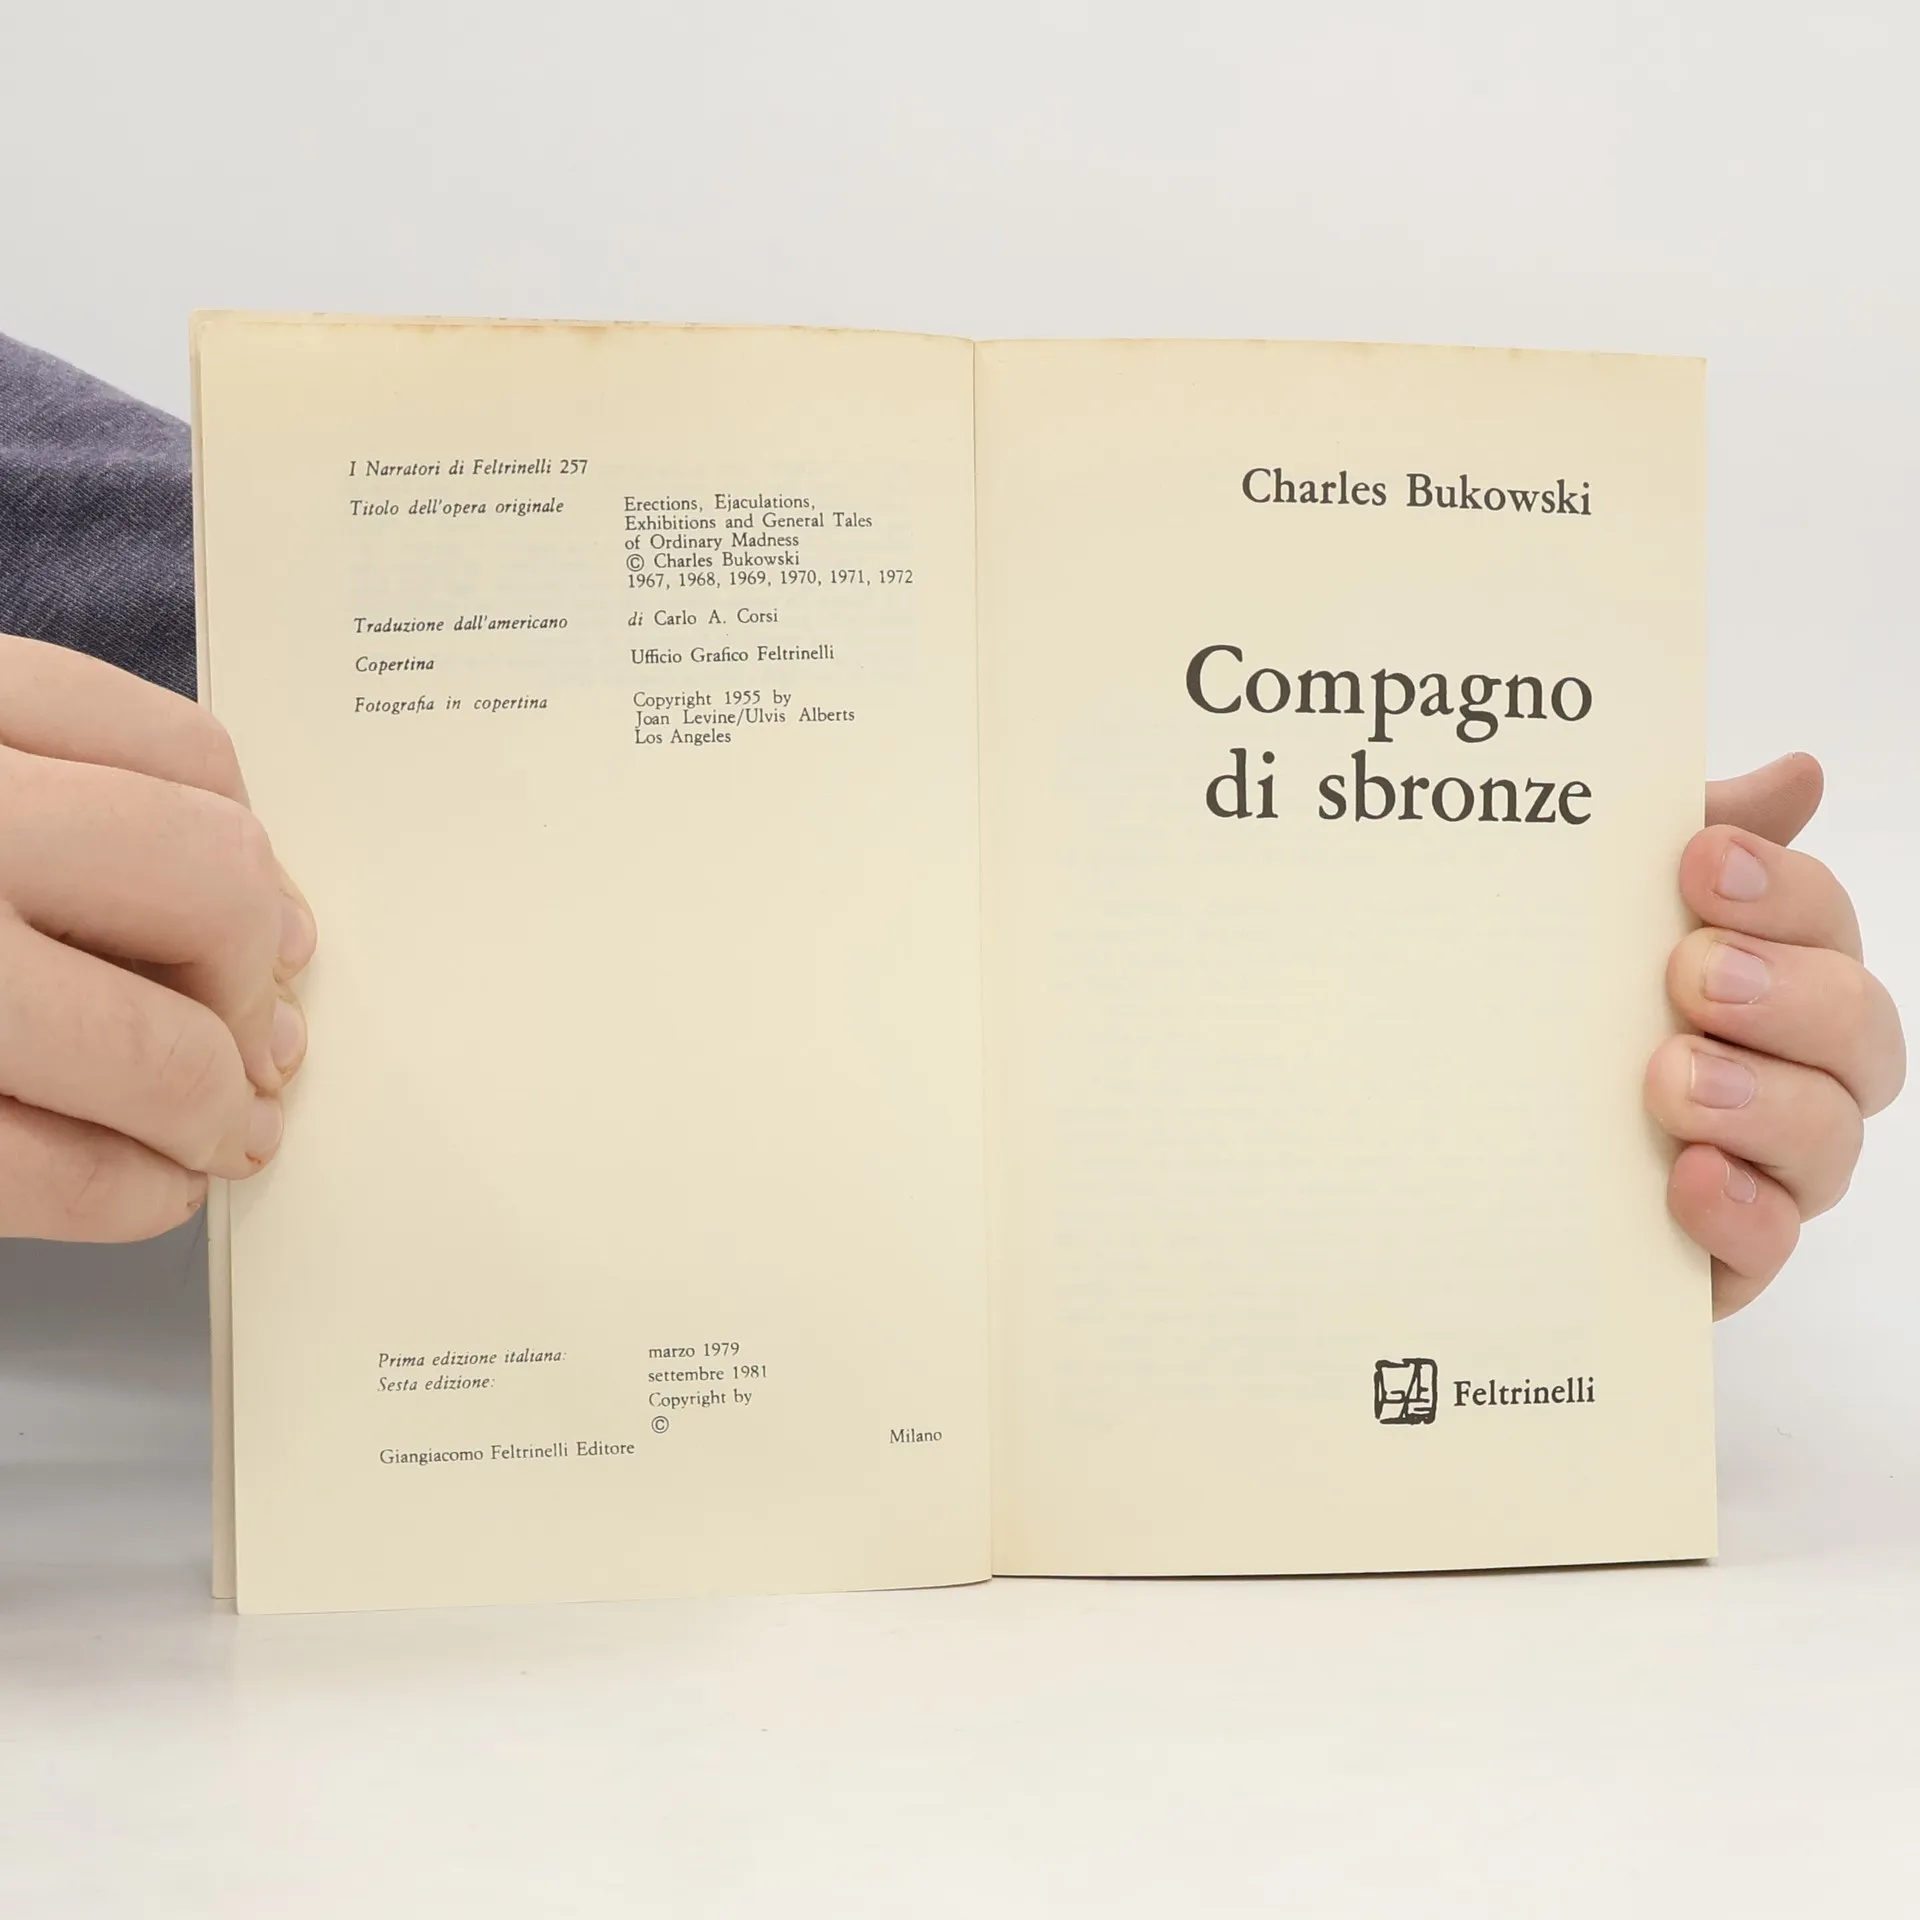 I Narratori di Feltrinelli 257
Titolo dell'opera originale
Erections, Ejaculations,
Exhibitions and General Tales
of Ordinary Madness
© Charles Bukowski
1967, 1968, 1969, 1970, 1971, 1972
Traduzione dall'americano
di Carlo A. Corsi
Copertina
Ufficio Grafico Feltrinelli
Fotografia in copertina
Copyright 1955 by
Joan Levine/Ulvis Alberts
Los Angeles
Prima edizione italiana:
marzo 1979
Sesta edizione:
settembre 1981
Copyright by
©
Giangiacomo Feltrinelli Editore
Milano
Charles Bukowski
Compagno
di sbronze
Feltrinelli